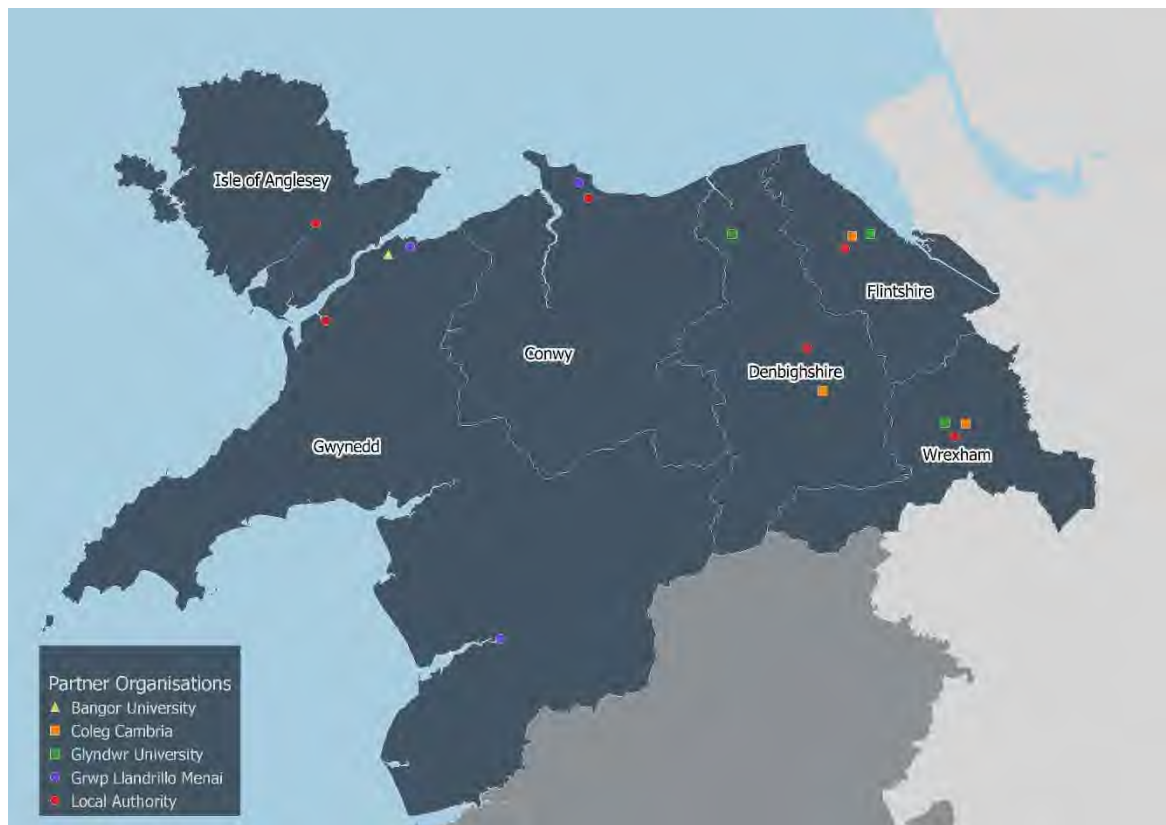 Isle of Anglesey
Flintshire
Conwy
Denbighshire
Gwynedd
Wrexham
Partner Organisations
Bangor University
Coleg Cambria
Glyndwr University
Grwp Llandrillo Menai
Local Authority